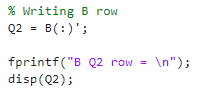 % Writing B row
Q2 = B(:)';
fprintf("B Q2 row = \n");
disp(Q2);